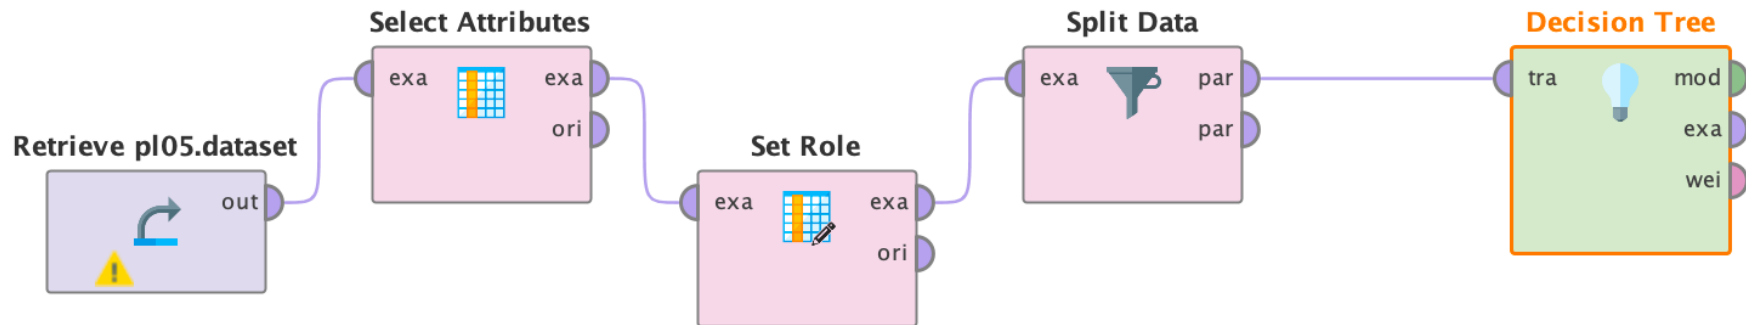 Select Attributes
exa
exa
ori
Retrieve pl05.dataset
out
Set Role
exa
exa
ori
Split Data
exa
par
par
Decision Tree
tra
mod
exa
wei